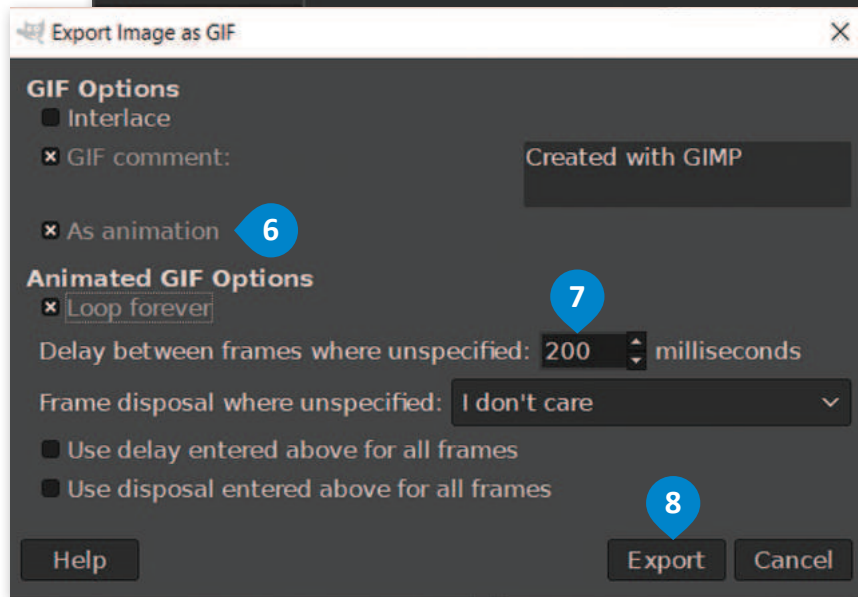 Export Image as GIF
GIF Options
Interlace
GIF comment: Created with GIMP
As animation 6
Animated GIF Options
Loop forever
7
Delay between frames where unspecified: 200 milliseconds
Frame disposal where unspecified: I don't care
Use delay entered above for all frames
Use disposal entered above for all frames
8
Help Export Cancel